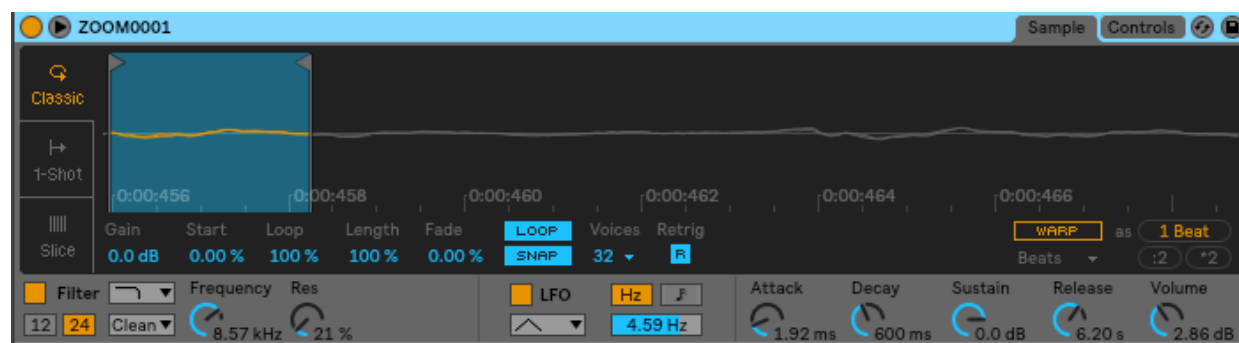 ZOOM0001 Sample Controls
Classic
1-Shot
Slice
0:00:456 0:00:458 0:00:460 0:00:462 0:00:464 0:00:466
Gain Start Loop Length Fade LOOP Voices Retrig WARP as 1 Beat
0.0 dB 0.00 % 100 % 100 % 0.00 % SNAP 32 R Beats :2 *2
Filter Frequency Res LFO Hz Attack Decay Sustain Release Volume
12 24 Clean 8.57 kHz 21 % 4.59 Hz 1.92 ms 600 ms 0.0 dB 6.20 s 2.86 dB